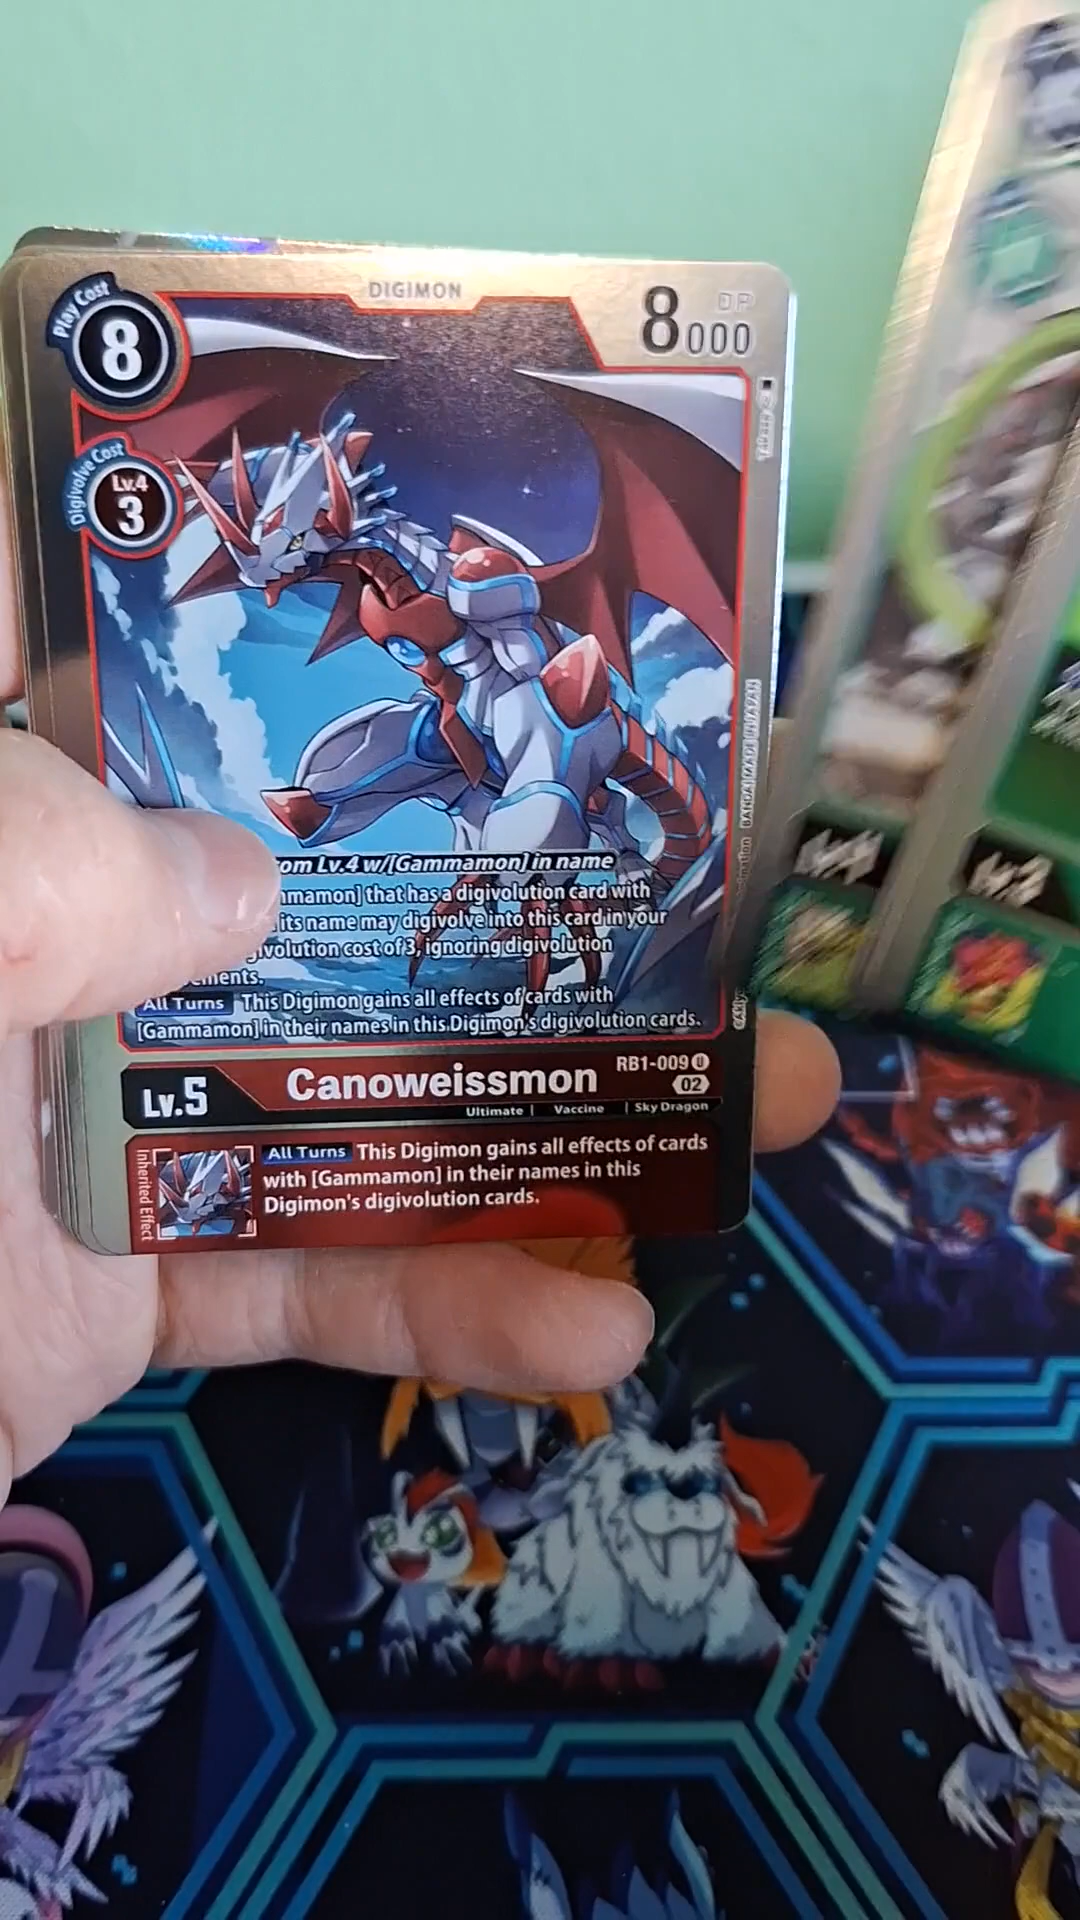 DIGIMON
Play Cost
8
8000
DP
Digivolve Cost
Lv.4
3
om Lv.4 w/[Gammamon] in name
mamon] that has a digivolution card with
its name may digivolve into this card in your
volution cost of 3, ignoring digivolution
ements.
All Turns This Digimon gains all effects of cards with
[Gammamon] in their names in this Digimon's digivolution cards.
BANDAI MADE IN JAPAN
RB1-009 U
Lv.5
Canoweissmon
02
Ultimate | Vaccine | Sky Dragon
Inherited Effect
All Turns This Digimon gains all effects of cards
with [Gammamon] in their names in this
Digimon's digivolution cards.